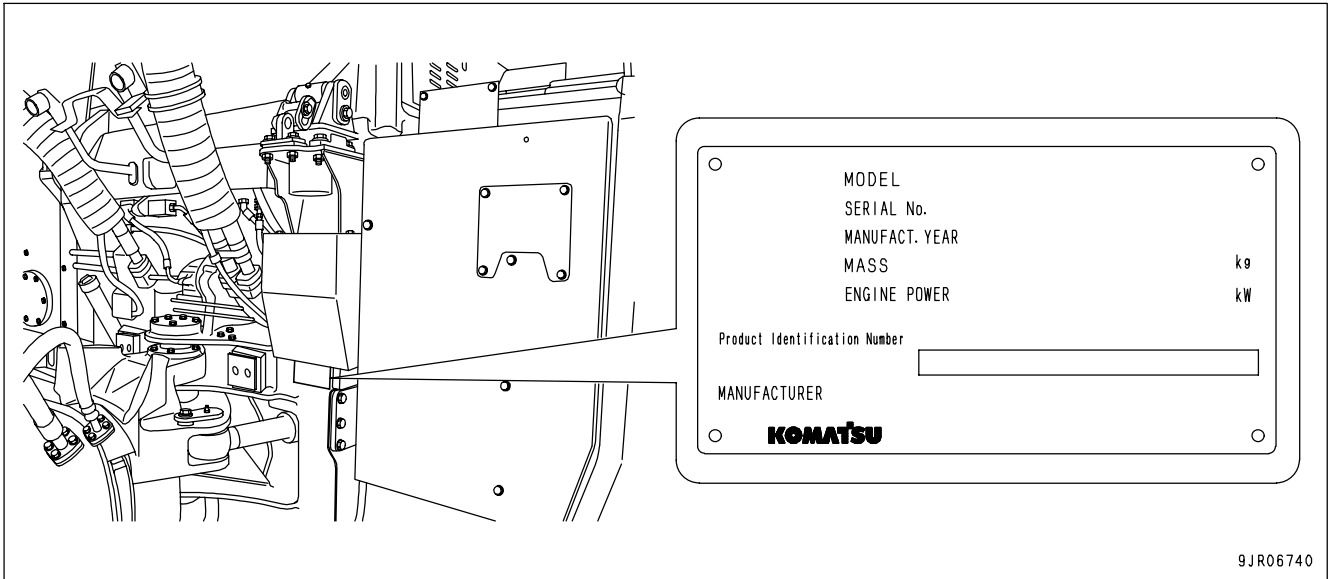 MODEL
SERIAL No.
MANUFACT. YEAR
MASS kg
ENGINE POWER kW
Product Identification Number
MANUFACTURER
KOMATSU
9JR06740